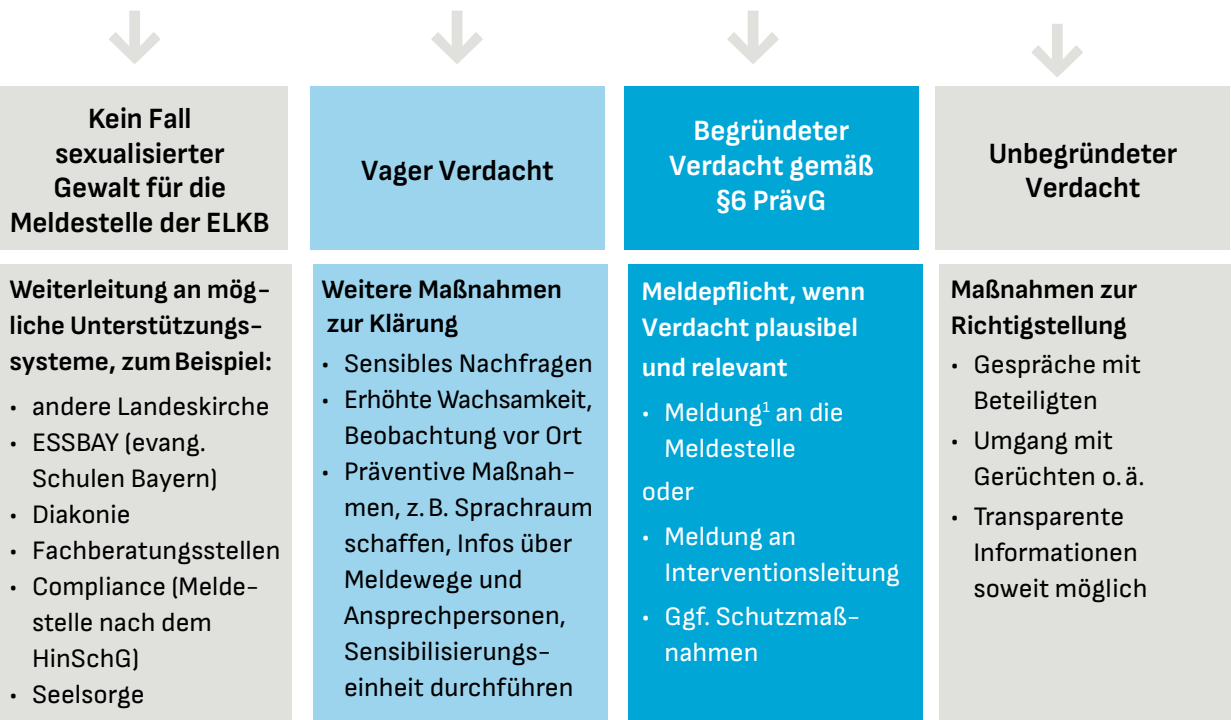 Kein Fall
sexualisierter
Gewalt für die
Meldestelle der ELKB
Weiterleitung an mög-
liche Unterstützungs-
systeme, zum Beispiel:
• andere Landeskirche
• ESSBAY (evang.
Schulen Bayern)
• Diakonie
• Fachberatungsstellen
• Compliance (Melde-
stelle nach dem
HinSchG)
• Seelsorge
Vager Verdacht
Weitere Maßnahmen
zur Klärung
• Sensibles Nachfragen
• Erhöhte Wachsamkeit,
Beobachtung vor Ort
• Präventive Maßnah-
men, z. B. Sprachraum
schaffen, Infos über
Meldewege und
Ansprechpersonen,
Sensibilisierungs-
einheit durchführen
Begründeter
Verdacht gemäß
§6 PrävG
Meldepflicht, wenn
Verdacht plausibel
und relevant
• Meldung¹ an die
Meldestelle
oder
• Meldung an
Interventionsleitung
• Ggf. Schutzmaß-
nahmen
Unbegründeter
Verdacht
Maßnahmen zur
Richtigstellung
• Gespräche mit
Beteiligten
• Umgang mit
Gerüchten o. ä.
• Transparente
Informationen
soweit möglich